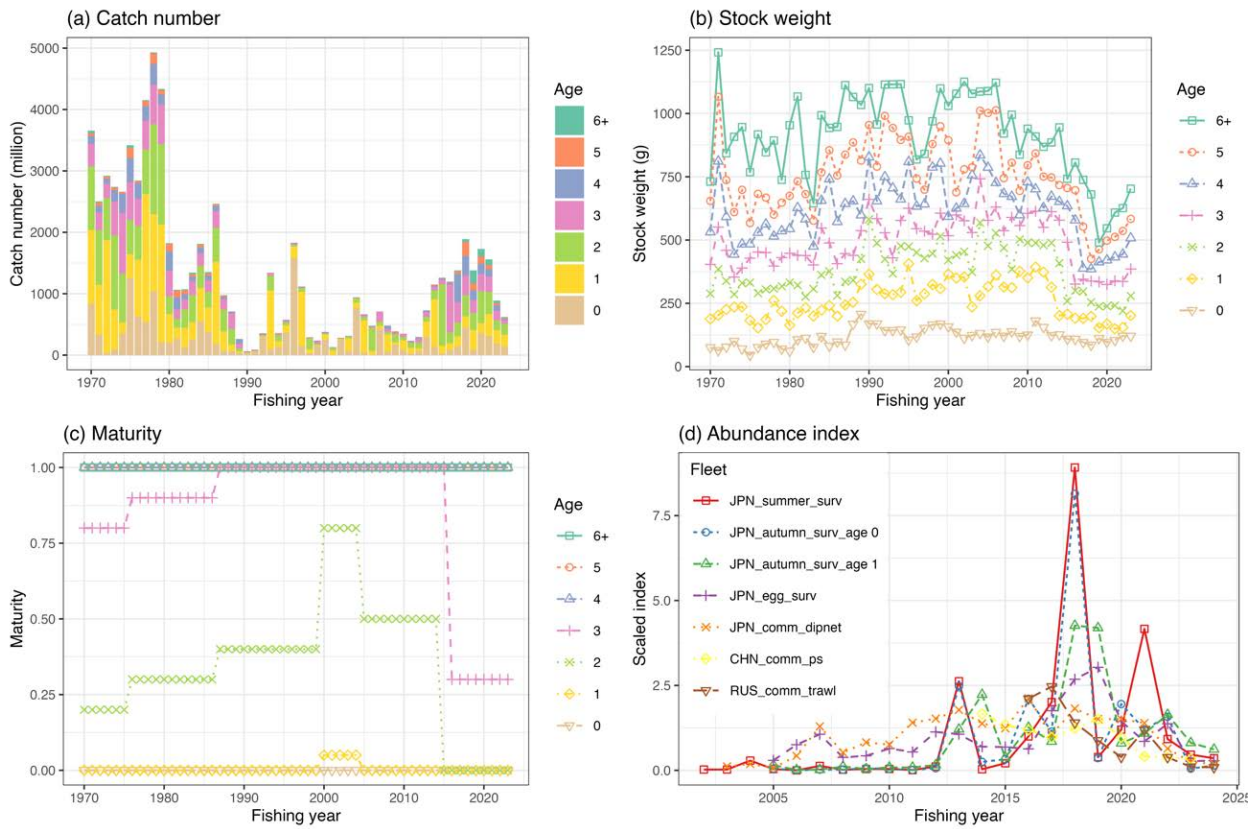 (a) Catch number
Catch number (million)
5000
4000
3000
2000
1000
0
1970
1980
1990
2000
2010
2020
Fishing year
Age
6+
5
4
3
2
1
0
(b) Stock weight
Stock weight (g)
1250
1000
750
500
250
0
1970
1980
1990
2000
2010
2020
Fishing year
Age
6+
5
4
3
2
1
0
(c) Maturity
Maturity
1.00
0.75
0.50
0.25
0.00
1970
1980
1990
2000
2010
2020
Fishing year
Age
6+
5
4
3
2
1
0
(d) Abundance index
Scaled index
7.5
5.0
2.5
0.0
2005
2010
2015
2020
2025
Fishing year
Fleet
JPN_summer_surv
JPN_autumn_surv_age 0
JPN_autumn_surv_age 1
JPN_egg_surv
JPN_comm_dipnet
CHN_comm_ps
RUS_comm_trawl